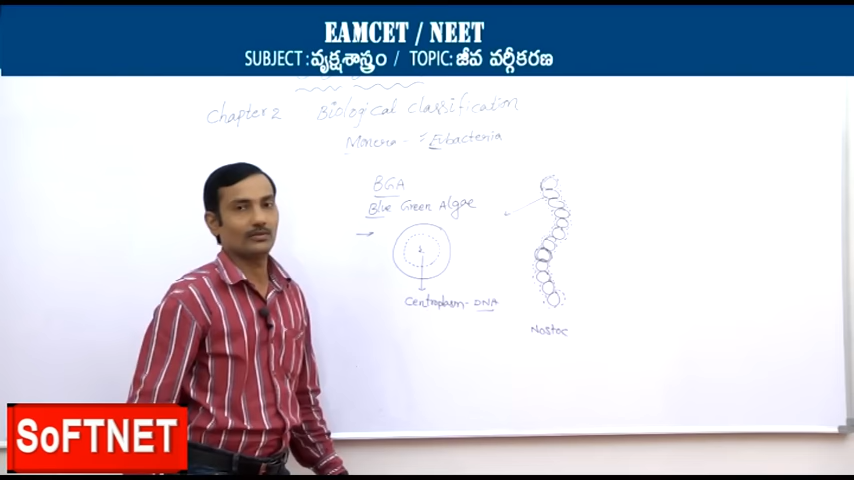 EAMCET / NEET
SUBJECT : వృక్షశాస్త్రం / TOPIC: జీవ వర్గీకరణ
Chapter 2 Biological classification
Monera - Eubacteria
BGA
Blue Green Algae
Centroplasm - DNA
Nostoc
SoFTNET